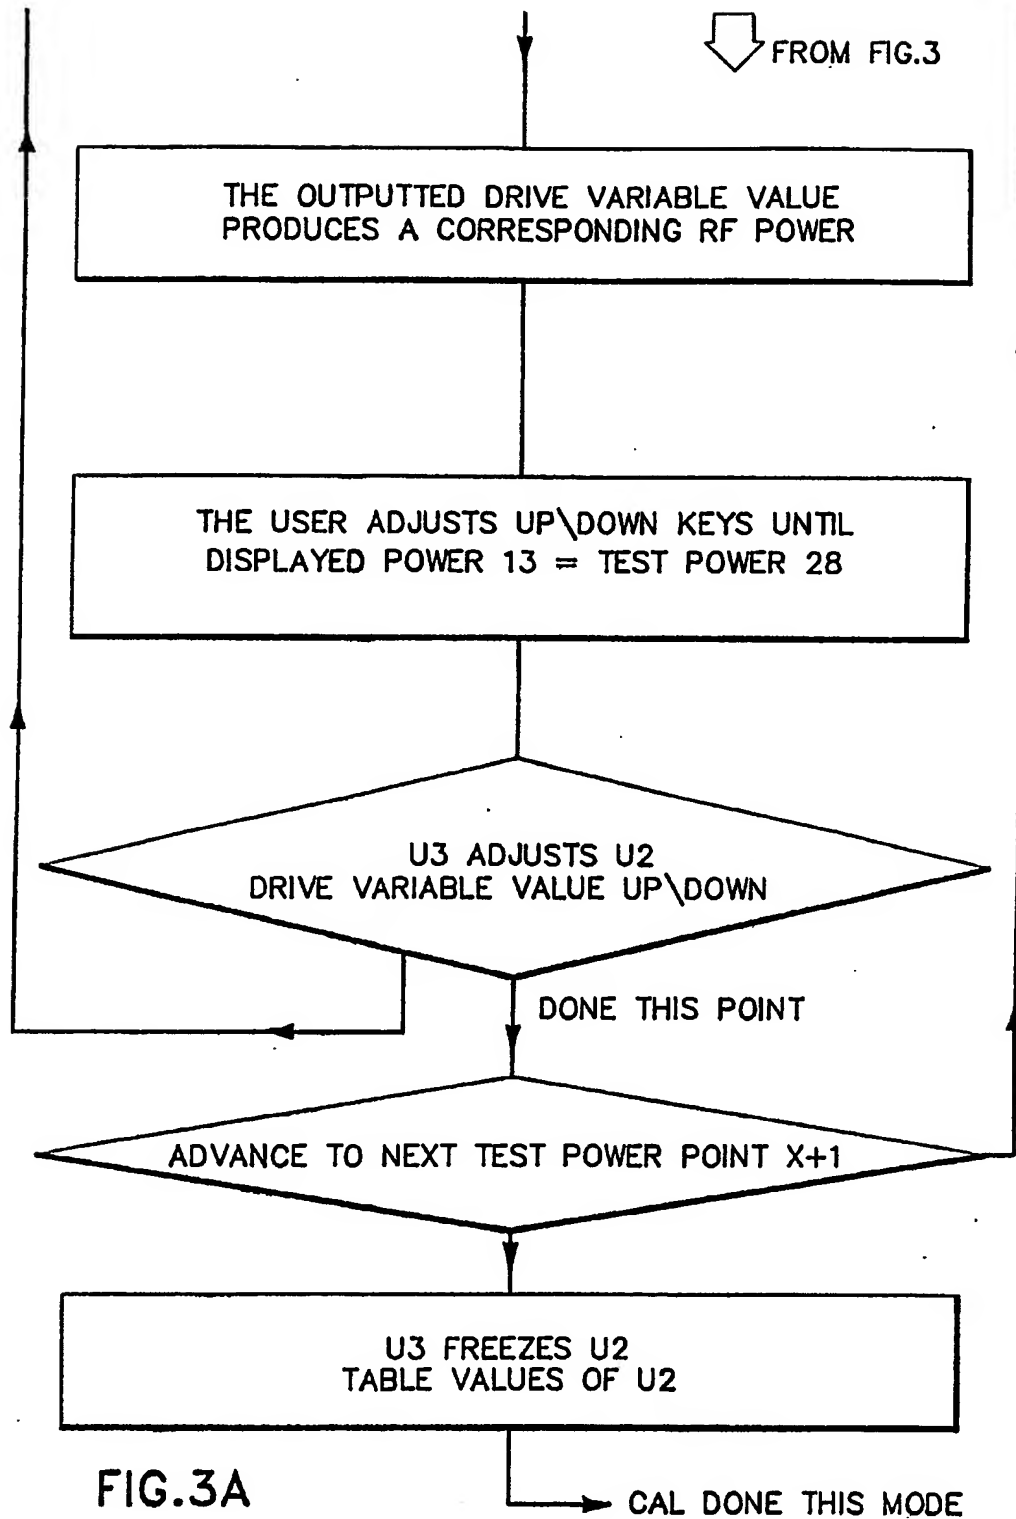 FROM FIG.3
THE OUTPUTTED DRIVE VARIABLE VALUE
PRODUCES A CORRESPONDING RF POWER
THE USER ADJUSTS UP\DOWN KEYS UNTIL
DISPLAYED POWER 13 = TEST POWER 28
U3 ADJUSTS U2
DRIVE VARIABLE VALUE UP\DOWN
DONE THIS POINT
ADVANCE TO NEXT TEST POWER POINT X+1
U3 FREEZES U2
TABLE VALUES OF U2
FIG.3A
CAL DONE THIS MODE